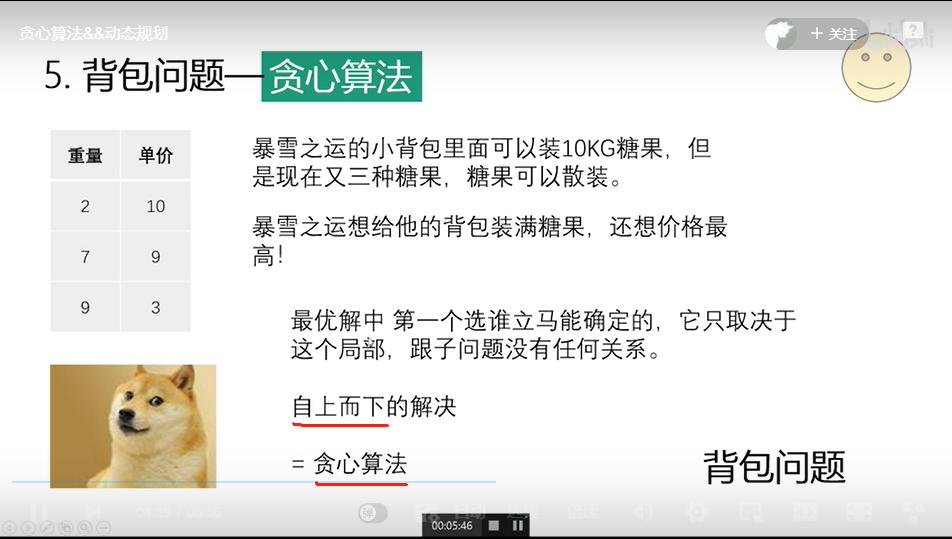 贪心算法&&动态规划
+ 关注
5. 背包问题—贪心算法
重量 单价
2 10
7 9
9 3
暴雪之运的小背包里面可以装10KG糖果，但
是现在又三种糖果，糖果可以散装。
暴雪之运想给他的背包装满糖果，还想价格最
高！
最优解中 第一个选谁立马能确定的，它只取决于
这个局部，跟子问题没有任何关系。
自上而下的解决
= 贪心算法
背包问题
弹
00:05:46